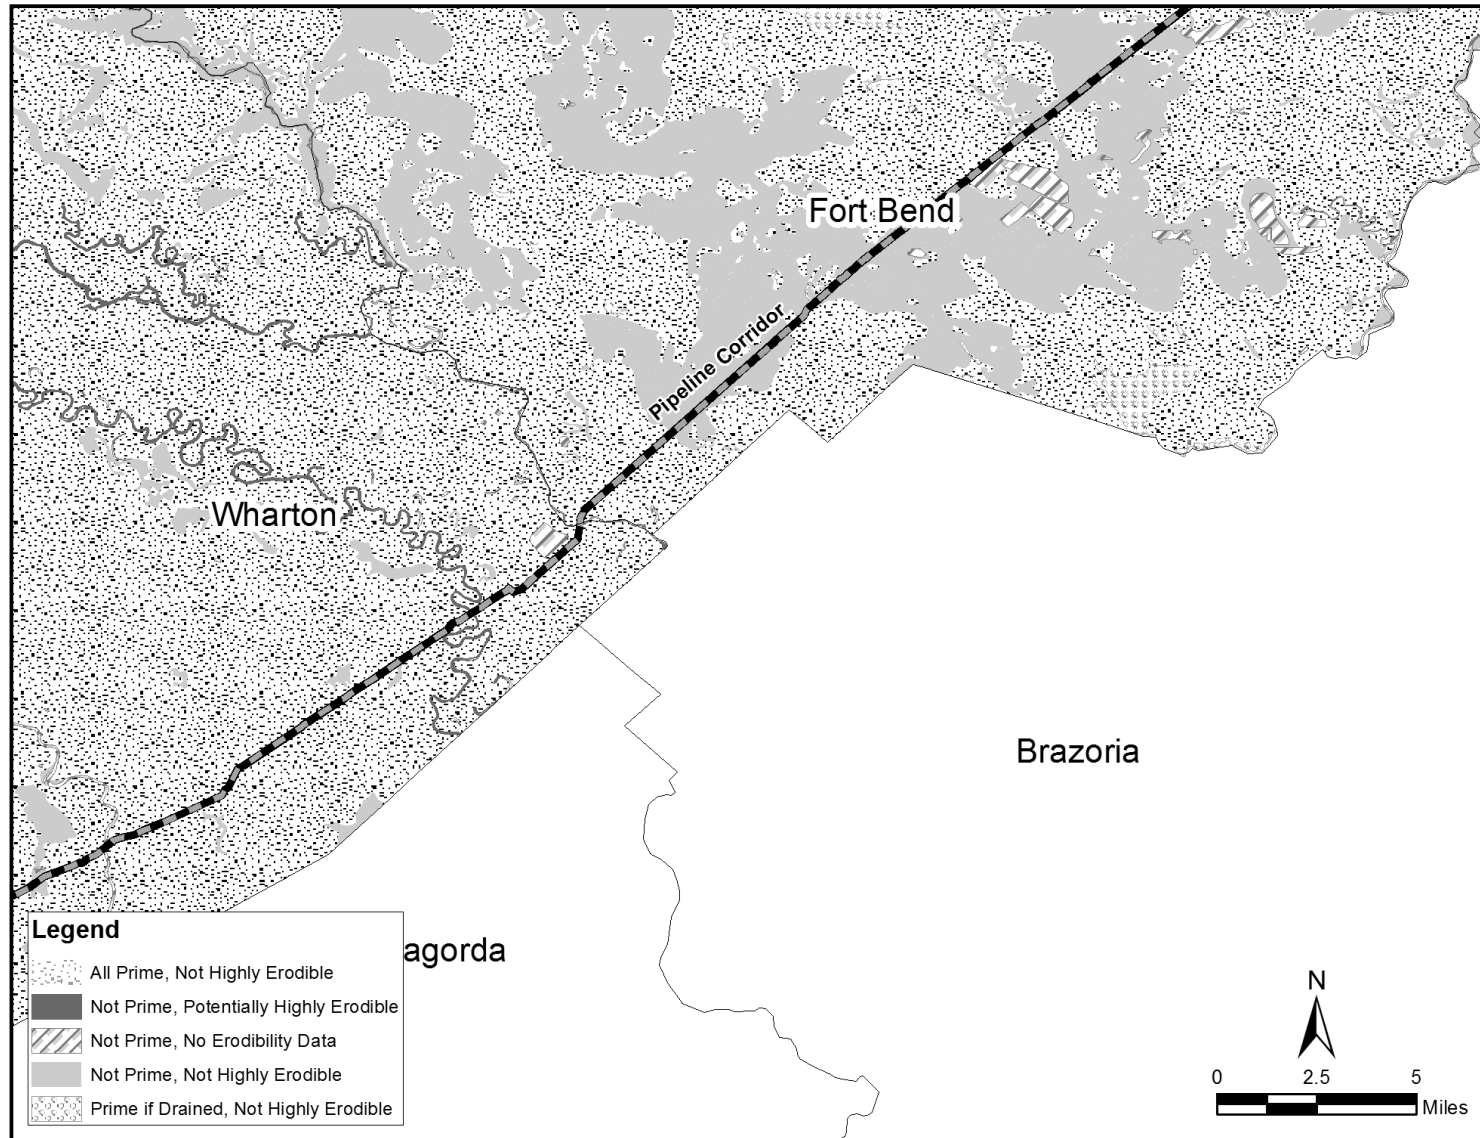 Fort Bend
Pipeline Corridor
Wharton
Brazoria
agorda
Legend
All Prime, Not Highly Erodible
Not Prime, Potentially Highly Erodible
Not Prime, No Erodibility Data
Not Prime, Not Highly Erodible
Prime if Drained, Not Highly Erodible
N
0 2.5 5
Miles